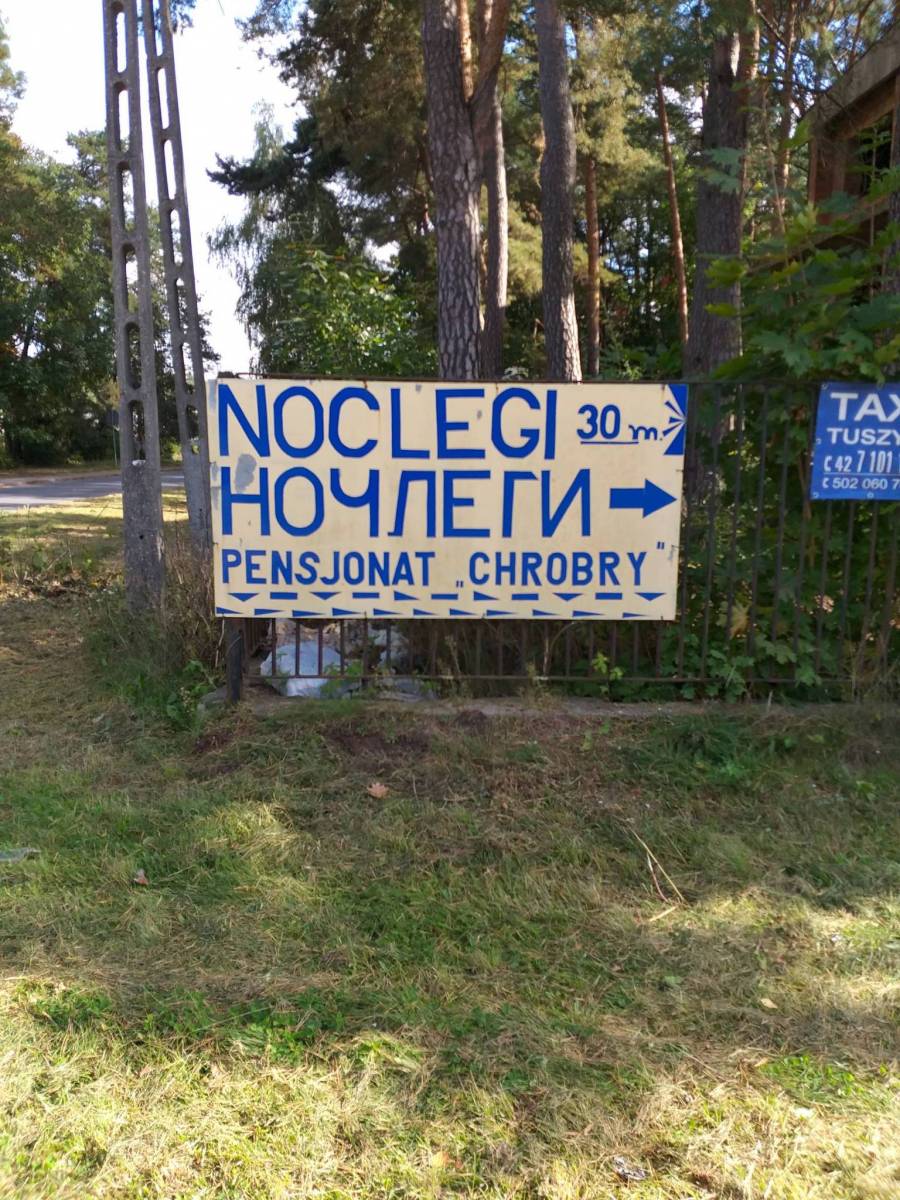 NOCLEGI 30 m.
НОЧЛЕГИ
PENSJONAT „CHROBRY"
TAX
TUSZY
42 7 101
502 060 7